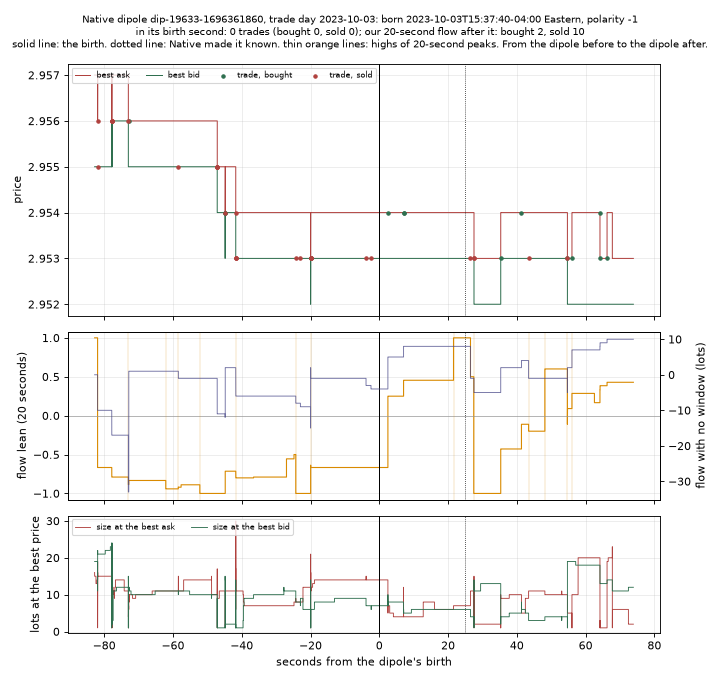 Native dipole dip-19633-1696361860, trade day 2023-10-03: born 2023-10-03T15:37:40-04:00 Eastern, polarity -1
in its birth second: 0 trades (bought 0, sold 0); our 20-second flow after it: bought 2, sold 10
solid line: the birth. dotted line: Native made it known. thin orange lines: highs of 20-second peaks. From the dipole before to the dipole after.
best ask best bid trade, bought trade, sold
2.957
2.956
2.955
2.954
2.953
2.952
price
1.0
0.5
0.0
−0.5
−1.0
flow lean (20 seconds)
10
0
−10
−20
−30
flow with no window (lots)
size at the best ask size at the best bid
30
20
10
0
lots at the best price
−80 −60 −40 −20 0 20 40 60 80
seconds from the dipole's birth